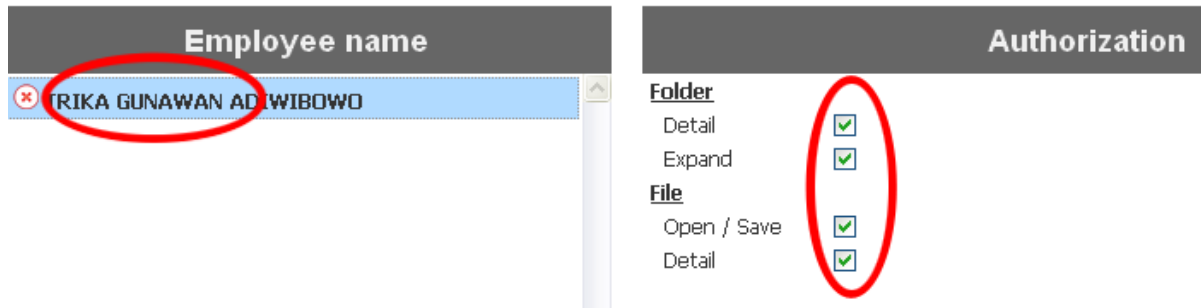 Employee name
TRIKA GUNAWAN ADIWIBOWO
Authorization
Folder
Detail
Expand
File
Open / Save
Detail